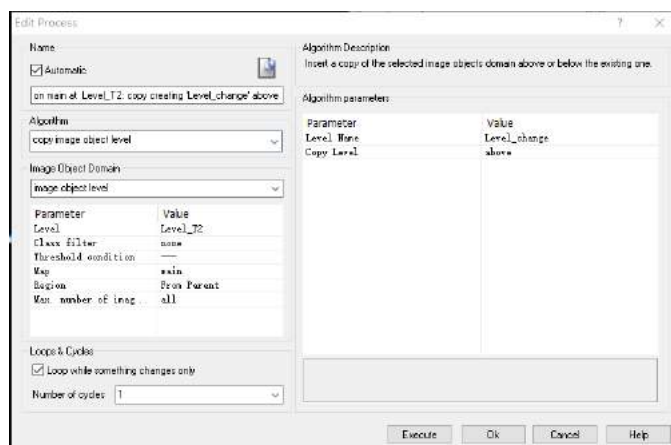 Edit Process
? ×
Name
Automatic
on main at Level_T2: copy creating 'Level_change' above
Algorithm
copy image object level
Image Object Domain
image object level
Parameter Value
Level Level_T2
Class filter none
Threshold condition ---
Map main
Region From Parent
Max. number of imag... all
Loops & Cycles
Loop while something changes only
Number of cycles 1
Algorithm Description
Insert a copy of the selected image objects domain above or below the existing one.
Algorithm parameters
Parameter Value
Level Name Level_change
Copy Level above
Execute Ok Cancel Help